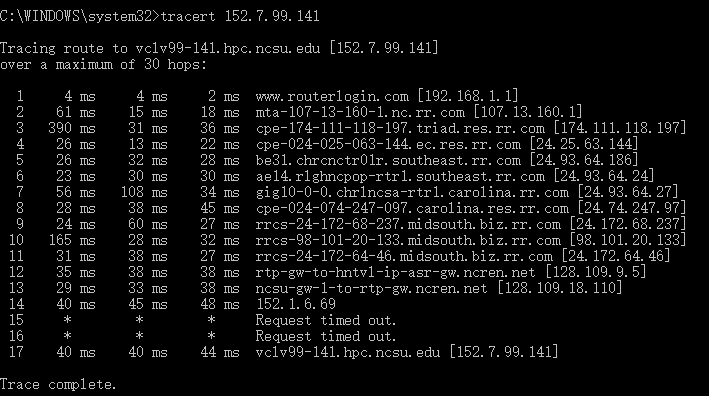 C:\WINDOWS\system32>tracert 152.7.99.141
Tracing route to vclv99-141.hpc.ncsu.edu [152.7.99.141]
over a maximum of 30 hops:
1 4 ms 4 ms 2 ms www.routerlogin.com [192.168.1.1]
2 61 ms 15 ms 18 ms mta-107-13-160-1.nc.rr.com [107.13.160.1]
3 390 ms 31 ms 36 ms cpe-174-111-118-197.triad.res.rr.com [174.111.118.197]
4 26 ms 13 ms 22 ms cpe-024-025-063-144.ec.res.rr.com [24.25.63.144]
5 26 ms 32 ms 28 ms be31.chrcnctr01r.southeast.rr.com [24.93.64.186]
6 23 ms 30 ms 30 ms ae14.rlghncpop-rtr1.southeast.rr.com [24.93.64.24]
7 56 ms 108 ms 34 ms gig10-0-0.chrlncsa-rtr1.carolina.rr.com [24.93.64.27]
8 28 ms 38 ms 45 ms cpe-024-074-247-097.carolina.res.rr.com [24.74.247.97]
9 24 ms 60 ms 27 ms rrcs-24-172-68-237.midsouth.biz.rr.com [24.172.68.237]
10 165 ms 28 ms 32 ms rrcs-98-101-20-133.midsouth.biz.rr.com [98.101.20.133]
11 31 ms 38 ms 27 ms rrcs-24-172-64-46.midsouth.biz.rr.com [24.172.64.46]
12 35 ms 38 ms 38 ms rtp-gw-to-hntvl-ip-asr-gw.ncren.net [128.109.9.5]
13 29 ms 33 ms 38 ms ncsu-gw-1-to-rtp-gw.ncren.net [128.109.18.110]
14 40 ms 45 ms 48 ms 152.1.6.69
15 * * * Request timed out.
16 * * * Request timed out.
17 40 ms 40 ms 44 ms vclv99-141.hpc.ncsu.edu [152.7.99.141]
Trace complete.